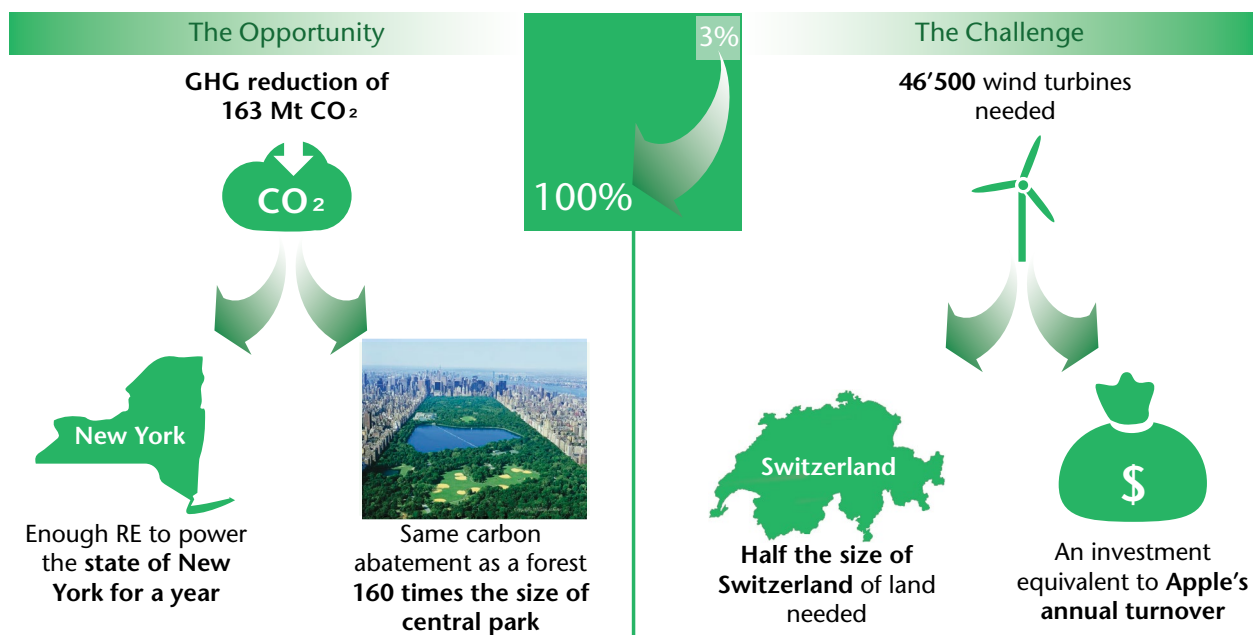 The Opportunity
GHG reduction of
163 Mt CO₂
CO₂
New York
Enough RE to power
the state of New
York for a year
Same carbon
abatement as a forest
160 times the size of
central park
3%
100%
The Challenge
46’500 wind turbines
needed
Switzerland
Half the size of
Switzerland of land
needed
$
An investment
equivalent to Apple’s
annual turnover